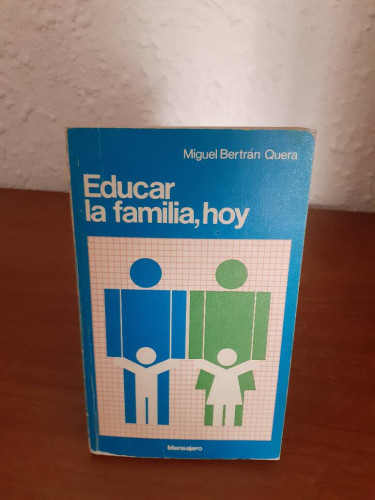 Miguel Bertrán Quera
Educar
la familia, hoy
Mensajero